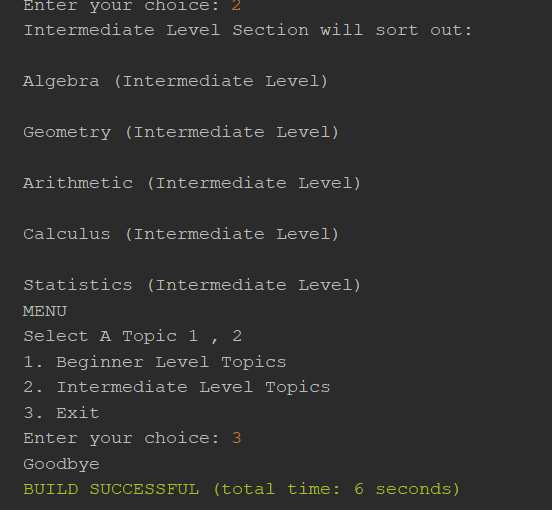 Enter your choice: 2
Intermediate Level Section will sort out:
Algebra (Intermediate Level)
Geometry (Intermediate Level)
Arithmetic (Intermediate Level)
Calculus (Intermediate Level)
Statistics (Intermediate Level)
MENU
Select A Topic 1 , 2
1. Beginner Level Topics
2. Intermediate Level Topics
3. Exit
Enter your choice: 3
Goodbye
BUILD SUCCESSFUL (total time: 6 seconds)